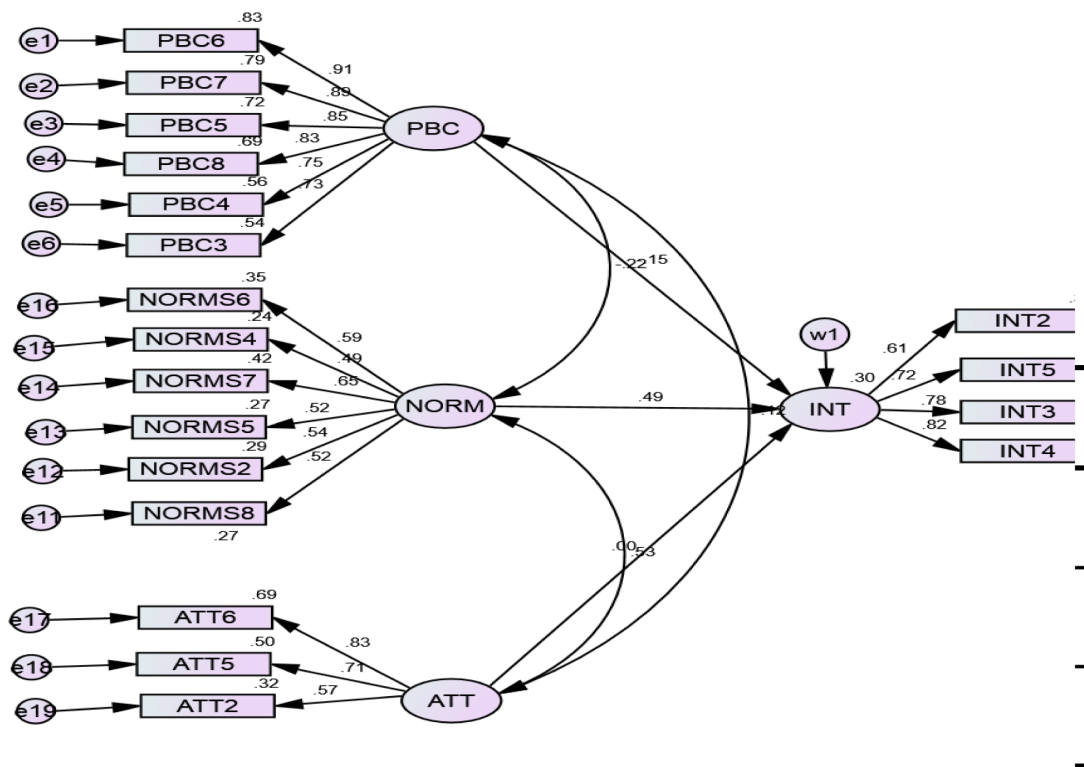 .83
e1 PBC6
.91
.79
e2 PBC7
.89
.72
e3 PBC5
.85
PBC
.69
e4 PBC8
.83
.75
.56
e5 PBC4
.73
.54
e6 PBC3
-.22 .15
.35
e16 NORMS6
.59
.24
e15 NORMS4
.49
.42
e14 NORMS7
.65
NORM
.49
.27
e13 NORMS5
.52
.54
.29
e12 NORMS2
.52
e11 NORMS8
.27
w1
.30
INT
.12
.61
INT2
.72
INT5
.78
INT3
.82
INT4
.00
.53
.69
e17 ATT6
.83
.50
e18 ATT5
.71
.32
e19 ATT2
.57
ATT